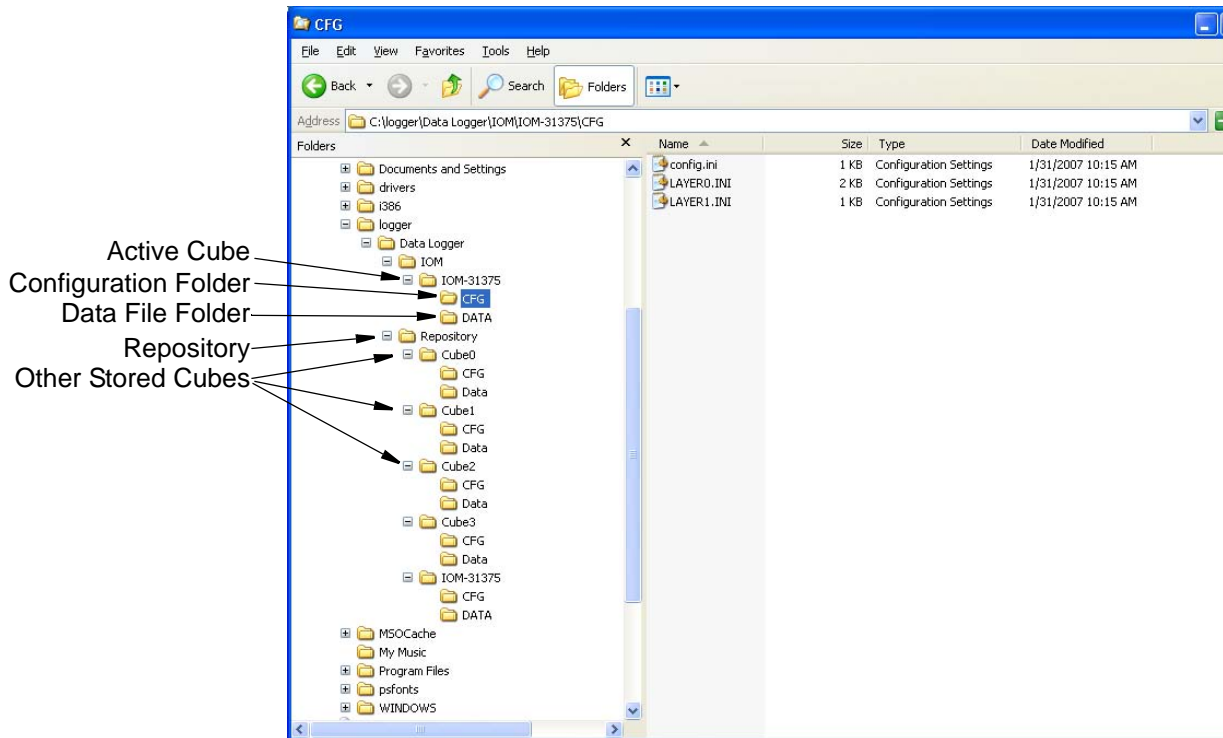 CFG
File Edit View Favorites Tools Help
Back Search Folders
Address C:\logger\Data Logger\IOM\IOM-31375\CFG
Folders X Name Size Type Date Modified
Documents and Settings
drivers
i386
logger
Data Logger
IOM
IOM-31375
CFG
DATA
Repository
Cube0
CFG
Data
Cube1
CFG
Data
Cube2
CFG
Data
Cube3
CFG
Data
IOM-31375
CFG
DATA
MSOCache
My Music
Program Files
psfonts
WINDOWS
config.ini 1 KB Configuration Settings 1/31/2007 10:15 AM
LAYER0.INI 2 KB Configuration Settings 1/31/2007 10:15 AM
LAYER1.INI 1 KB Configuration Settings 1/31/2007 10:15 AM
Active Cube
Configuration Folder
Data File Folder
Repository
Other Stored Cubes